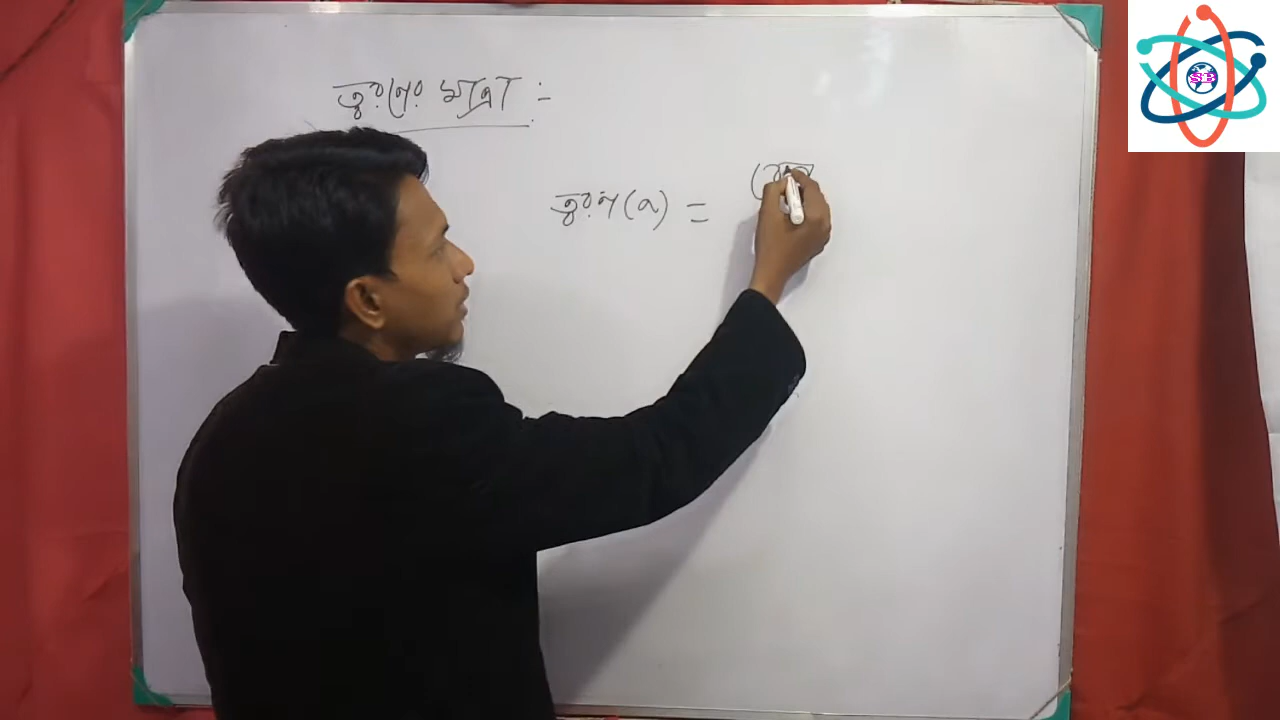 ত্বরণের মাত্রা :-
ত্বরণ (a) =
SB